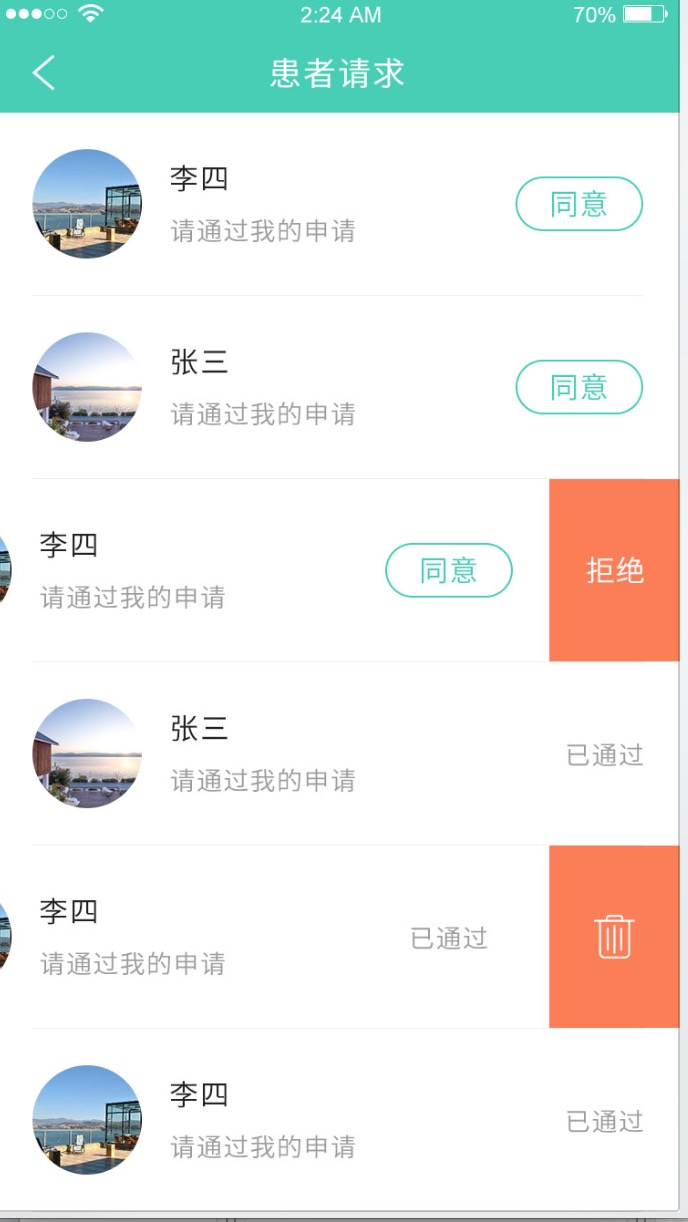 2:24 AM
70%
患者请求
李四
请通过我的申请
同意
张三
请通过我的申请
同意
李四
请通过我的申请
同意
拒绝
张三
请通过我的申请
已通过
李四
请通过我的申请
已通过
李四
请通过我的申请
已通过